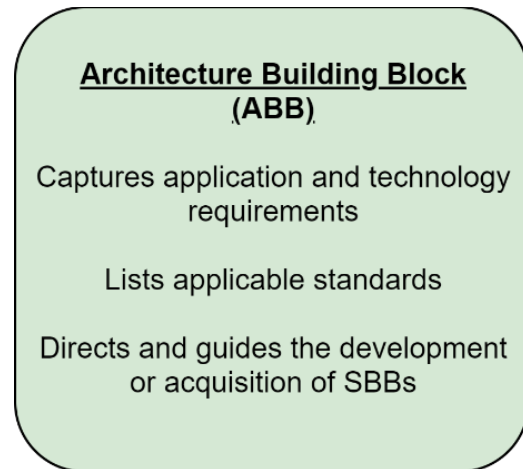 Architecture Building Block
(ABB)
Captures application and technology
requirements
Lists applicable standards
Directs and guides the development
or acquisition of SBBs